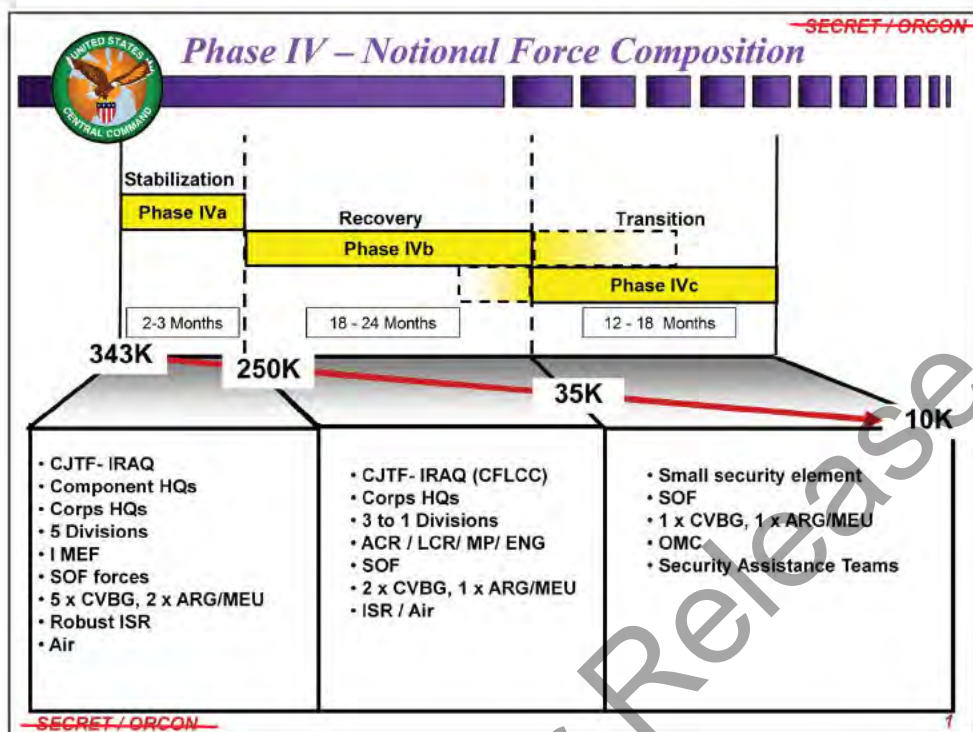 SECRET / ORCON
Phase IV – Notional Force Composition
UNITED STATES
CENTRAL COMMAND
Stabilization
Phase IVa
Recovery
Phase IVb
Transition
Phase IVc
2-3 Months
18 - 24 Months
12 - 18 Months
343K
250K
35K
10K
• CJTF- IRAQ
• Component HQs
• Corps HQs
• 5 Divisions
• I MEF
• SOF forces
• 5 x CVBG, 2 x ARG/MEU
• Robust ISR
• Air
• CJTF- IRAQ (CFLCC)
• Corps HQs
• 3 to 1 Divisions
• ACR / LCR/ MP/ ENG
• SOF
• 2 x CVBG, 1 x ARG/MEU
• ISR / Air
• Small security element
• SOF
• 1 x CVBG, 1 x ARG/MEU
• OMC
• Security Assistance Teams
Release
SECRET / ORCON
1